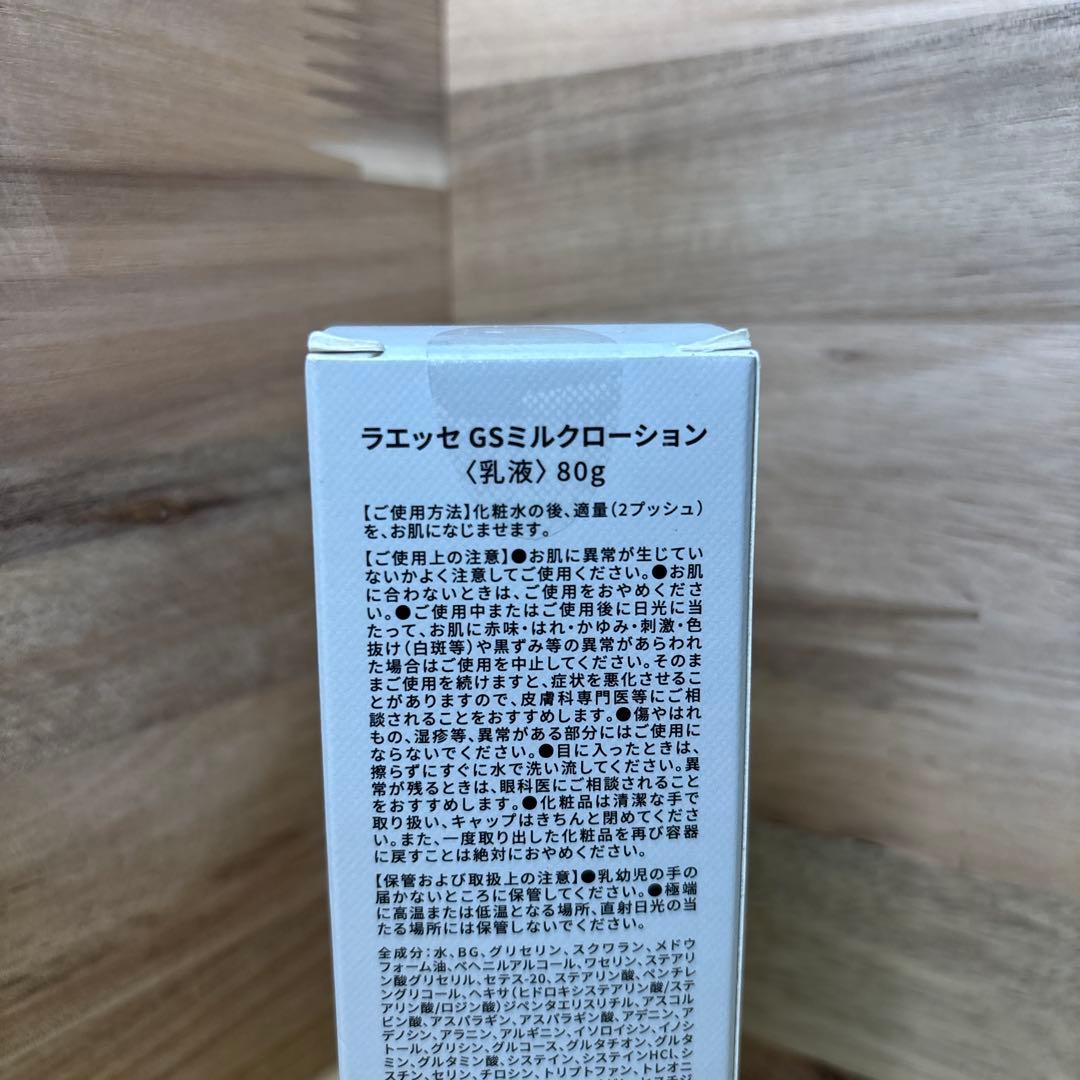 ラエッセ GSミルクローション
〈乳液〉 80g
【ご使用方法】化粧水の後、適量(2プッシュ)
を、お肌になじませます。
【ご使用上の注意】●お肌に異常が生じてい
ないかよく注意してご使用ください。●お肌
に合わないときは、ご使用をおやめくださ
い。●ご使用中またはご使用後に日光に当
たって、お肌に赤味・はれ・かゆみ・刺激・色
抜け(白斑等)や黒ずみ等の異常があらわれ
た場合はご使用を中止してください。そのま
まご使用を続けますと、症状を悪化させるこ
とがありますので、皮膚科専門医等にご相
談されることをおすすめします。●傷やはれ
もの、湿疹等、異常がある部分にはご使用に
ならないでください。●目に入ったときは、
擦らずにすぐに水で洗い流してください。異
常が残るときは、眼科医にご相談されること
をおすすめします。●化粧品は清潔な手で
取り扱い、キャップはきちんと閉めてくださ
い。また、一度取り出した化粧品を再び容器
に戻すことは絶対におやめください。
【保管および取扱上の注意】●乳幼児の手の
届かないところに保管してください。●極端
に高温または低温となる場所、直射日光の当
たる場所には保管しないでください。
全成分:水、BG、グリセリン、スクワラン、メドウ
フォーム油、ベヘニルアルコール、ワセリン、ステアリ
ン酸グリセリル、セテス-20、ステアリン酸、ペンチレ
ングリコール、ヘキサ(ヒドロキシステアリン酸/ステ
アリン酸/ロジン酸)ジペンタエリスリチル、アスコル
ビン酸、アスパラギン、アスパラギン酸、アデニン、ア
デノシン、アラニン、アルギニン、イソロイシン、イノシ
トール、グリシン、グルコース、グルタチオン、グルタ
ミン、グルタミン酸、システイン、システインHCl、シ
スチン、セリン、チロシン、トリプトファン、トレオニ